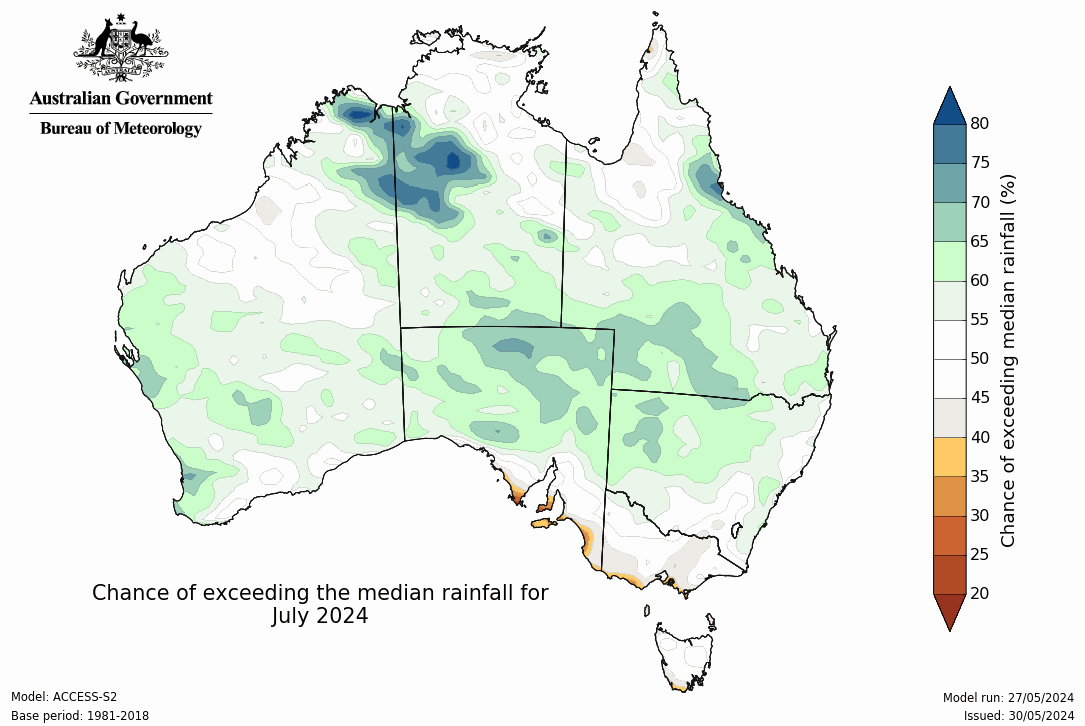 Australian Government
Bureau of Meteorology
80
75
70
65
60
55
50
45
40
35
30
25
20
Chance of exceeding median rainfall (%)
Chance of exceeding the median rainfall for
July 2024
Model: ACCESS-S2
Base period: 1981-2018
Model run: 27/05/2024
Issued: 30/05/2024